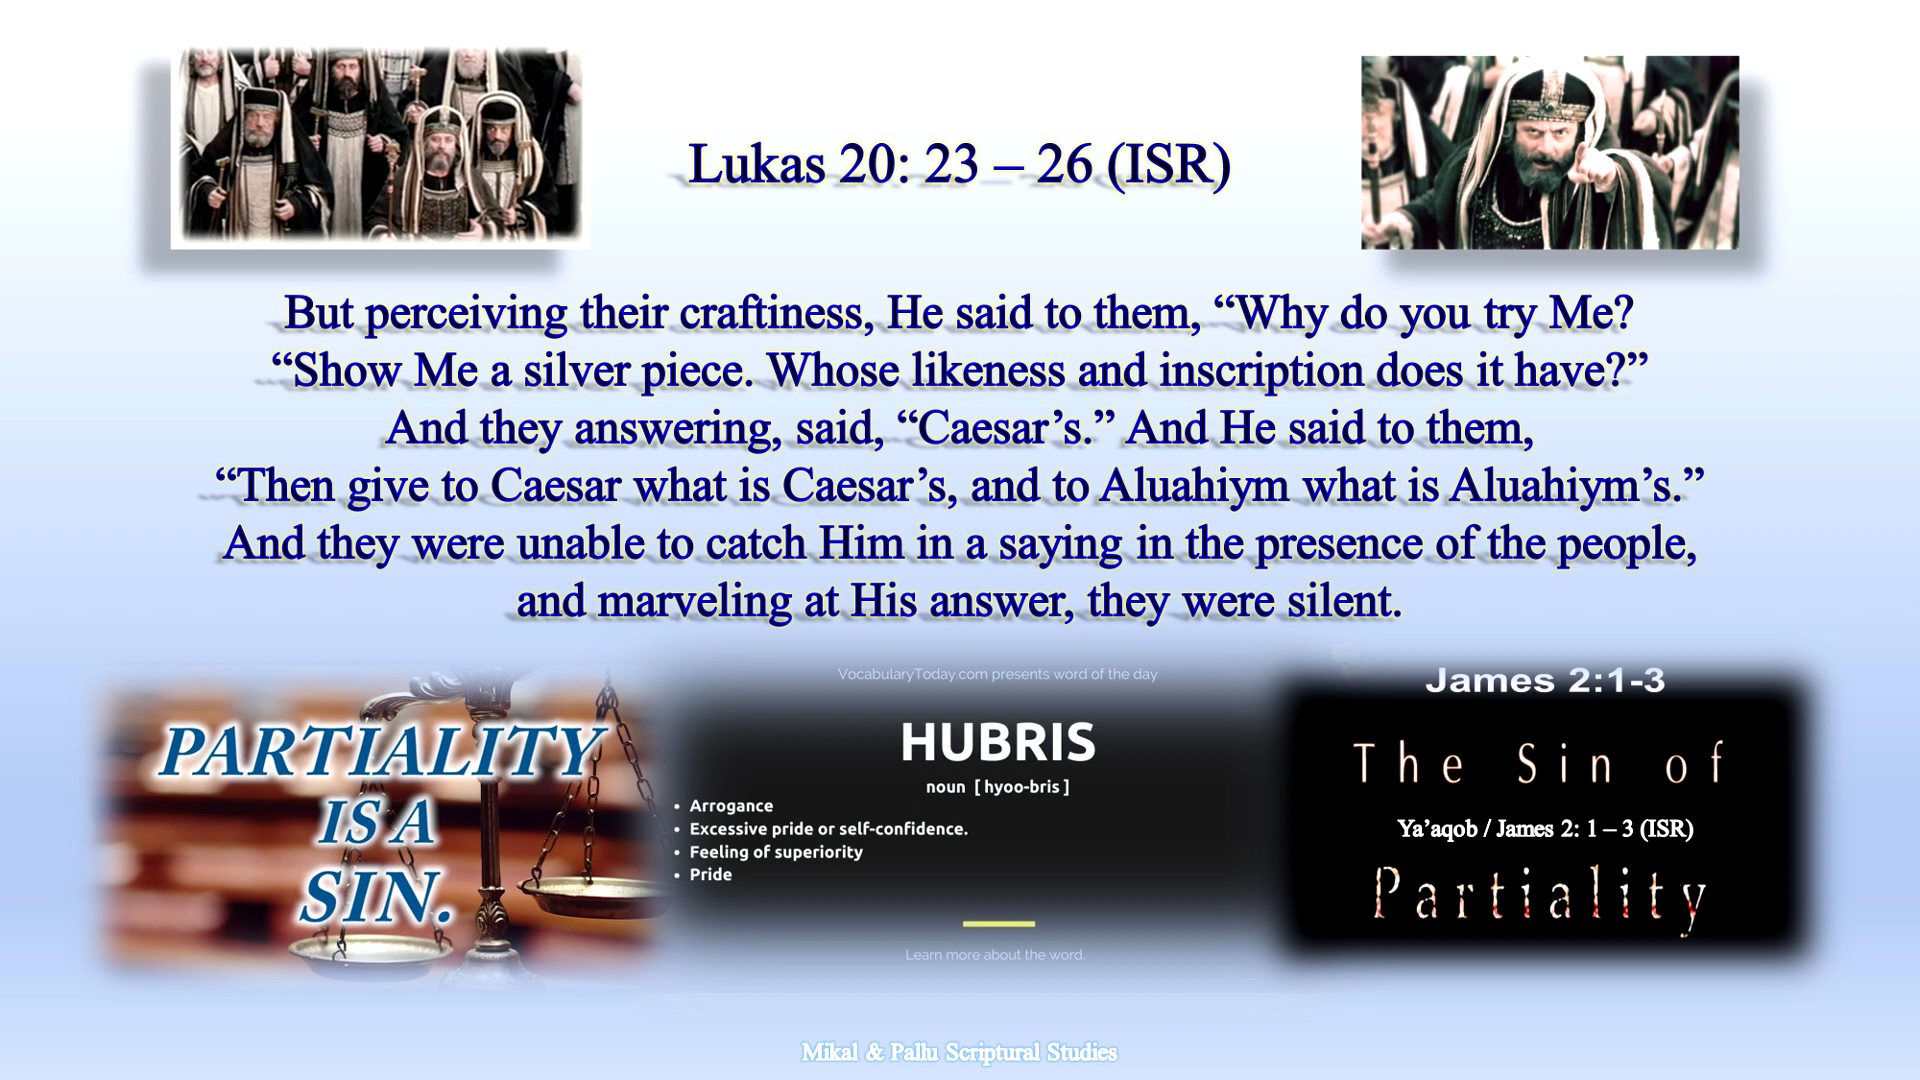 Lukas 20: 23 – 26 (ISR)
But perceiving their craftiness, He said to them, “Why do you try Me?
“Show Me a silver piece. Whose likeness and inscription does it have?”
And they answering, said, “Caesar’s.” And He said to them,
“Then give to Caesar what is Caesar’s, and to Aluahiym what is Aluahiym’s.”
And they were unable to catch Him in a saying in the presence of the people,
and marveling at His answer, they were silent.
PARTIALITY
IS A
SIN.
VocabularyToday.com presents word of the day
HUBRIS
noun [ hyoo-bris ]
• Arrogance
• Excessive pride or self-confidence.
• Feeling of superiority
• Pride
Learn more about the word.
James 2:1-3
The Sin of
Ya’aqob / James 2: 1 – 3 (ISR)
Partiality
Mikal & Pallu Scriptural Studies